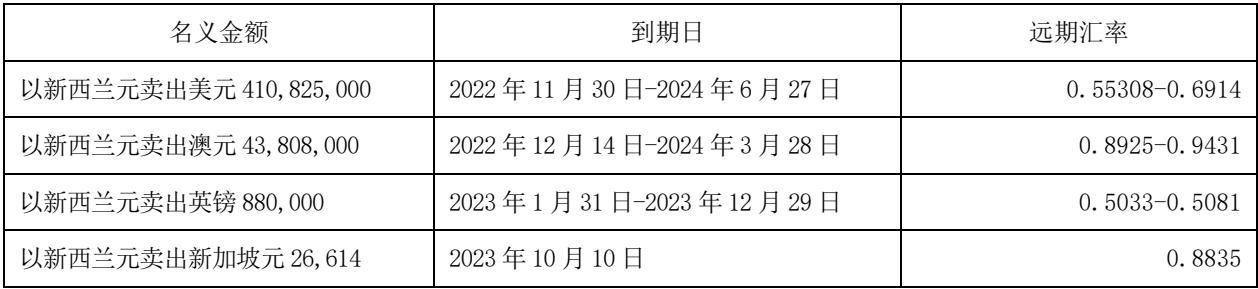 名义金额 到期日 远期汇率
以新西兰元卖出美元 410,825,000 2022 年 11 月 30 日-2024 年 6 月 27 日 0.55308-0.6914
以新西兰元卖出澳元 43,808,000 2022 年 12 月 14 日-2024 年 3 月 28 日 0.8925-0.9431
以新西兰元卖出英镑 880,000 2023 年 1 月 31 日-2023 年 12 月 29 日 0.5033-0.5081
以新西兰元卖出新加坡元 26,614 2023 年 10 月 10 日 0.8835